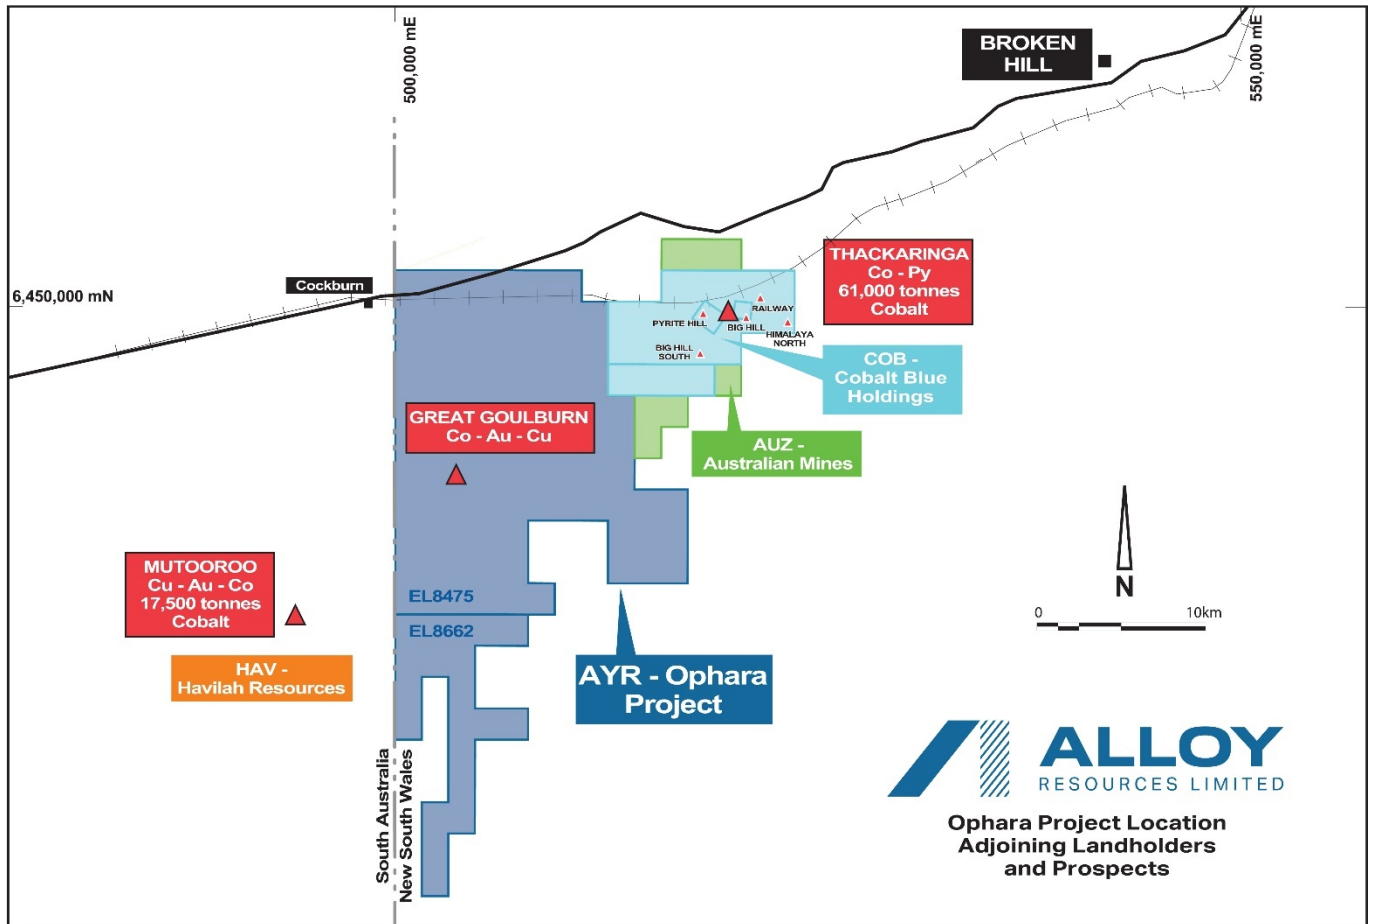 500,000 mE
550,000 mE
BROKEN
HILL
6,450,000 mN
Cockburn
THACKARINGA
Co - Py
61,000 tonnes
Cobalt
RAILWAY
PYRITE HILL
BIG HILL
HIMALAYA
NORTH
BIG HILL
SOUTH
COB -
Cobalt Blue
Holdings
GREAT GOULBURN
Co - Au - Cu
AUZ -
Australian Mines
MUTOOROO
Cu - Au - Co
17,500 tonnes
Cobalt
HAV -
Havilah Resources
EL8475
EL8662
AYR - Ophara
Project
N
0 10km
South Australia
New South Wales
ALLOY
RESOURCES LIMITED
Ophara Project Location
Adjoining Landholders
and Prospects